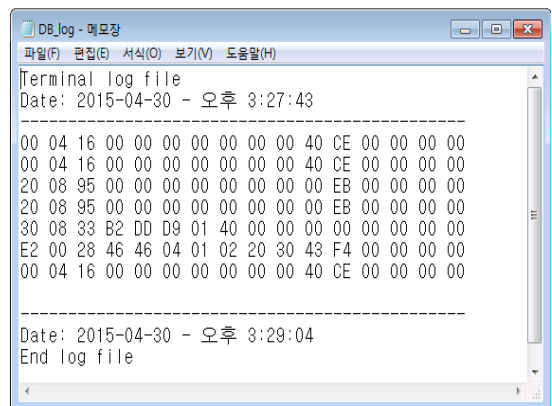 DB_log - 메모장
파일(F) 편집(E) 서식(O) 보기(V) 도움말(H)
Terminal log file
Date: 2015-04-30 - 오후 3:27:43
-----------------------------------------------
00 04 16 00 00 00 00 00 00 00 40 CE 00 00 00 00
00 04 16 00 00 00 00 00 00 00 40 CE 00 00 00 00
20 08 95 00 00 00 00 00 00 00 00 EB 00 00 00 00
20 08 95 00 00 00 00 00 00 00 00 EB 00 00 00 00
30 08 33 B2 DD D9 01 40 00 00 00 00 00 00 00 00
E2 00 28 46 46 04 01 02 20 30 43 F4 00 00 00 00
00 04 16 00 00 00 00 00 00 00 40 CE 00 00 00 00
-----------------------------------------------
Date: 2015-04-30 - 오후 3:29:04
End log file